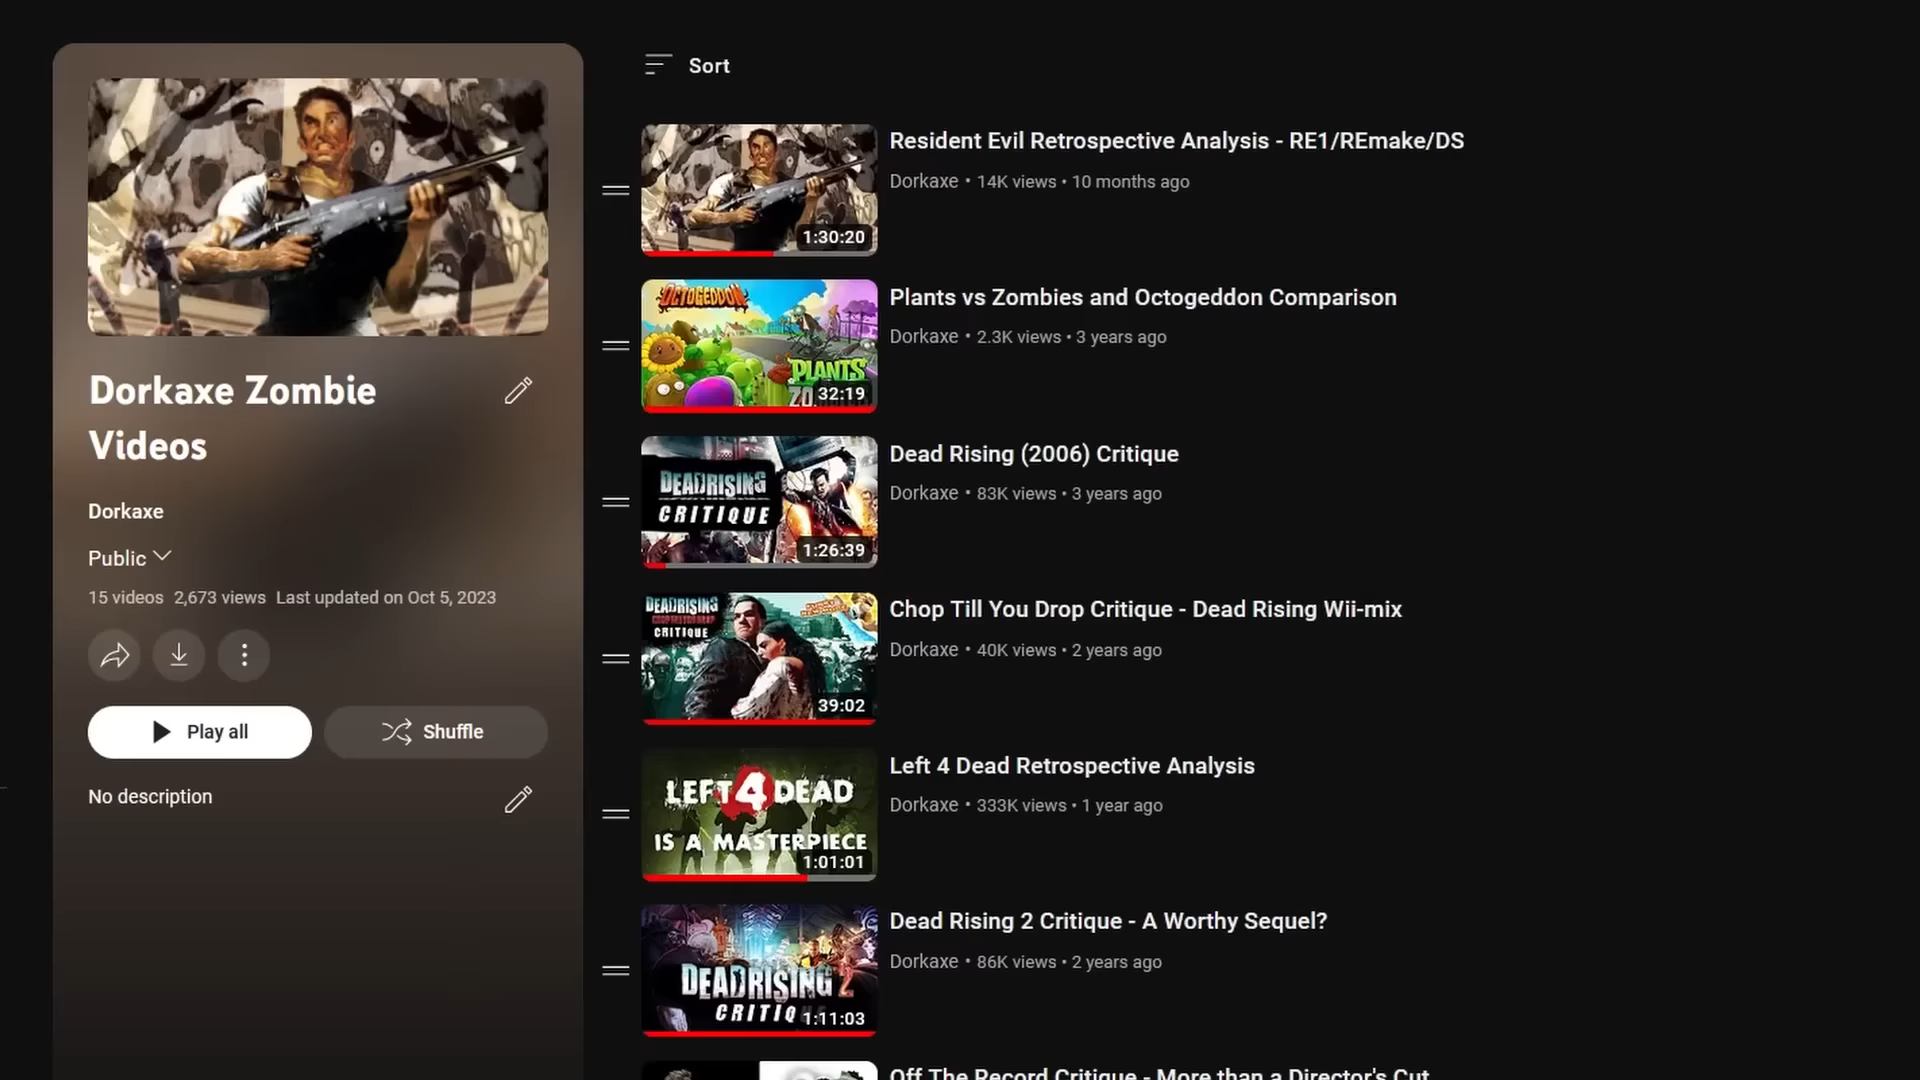 Dorkaxe Zombie
Videos
Dorkaxe
Public
15 videos 2,673 views Last updated on Oct 5, 2023
Play all
Shuffle
No description
Sort
1:30:20
Resident Evil Retrospective Analysis - RE1/REmake/DS
Dorkaxe • 14K views • 10 months ago
OCTOGEDDON
PLANTS
ZO
32:19
Plants vs Zombies and Octogeddon Comparison
Dorkaxe • 2.3K views • 3 years ago
DEADRISING
CRITIQUE
1:26:39
Dead Rising (2006) Critique
Dorkaxe • 83K views • 3 years ago
DEADRISING
CRITIQUE
39:02
Chop Till You Drop Critique - Dead Rising Wii-mix
Dorkaxe • 40K views • 2 years ago
LEFT 4 DEAD
IS A MASTERPIECE
1:01:01
Left 4 Dead Retrospective Analysis
Dorkaxe • 333K views • 1 year ago
DEADRISING 2
CRITIQ
1:11:03
Dead Rising 2 Critique - A Worthy Sequel?
Dorkaxe • 86K views • 2 years ago
Off The Record Critique - More than a Director's Cut